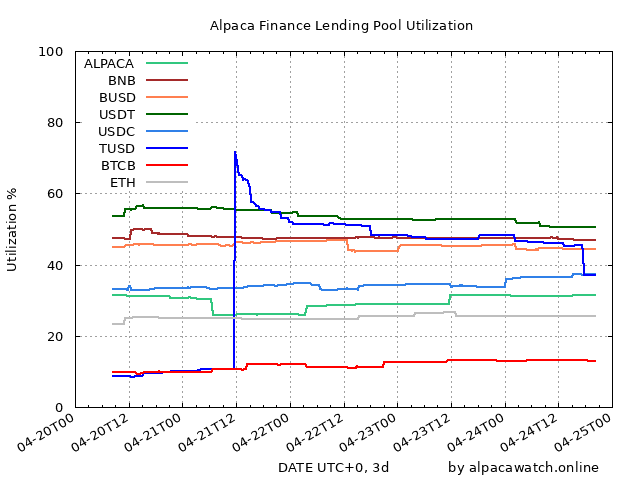 Alpaca Finance Lending Pool Utilization
100
80
60
40
20
0
Utilization %
ALPACA
BNB
BUSD
USDT
USDC
TUSD
BTCB
ETH
04-20T00
04-20T12
04-21T00
04-21T12
04-22T00
04-22T12
04-23T00
04-23T12
04-24T00
04-24T12
04-25T00
DATE UTC+0, 3d
by alpacawatch.online